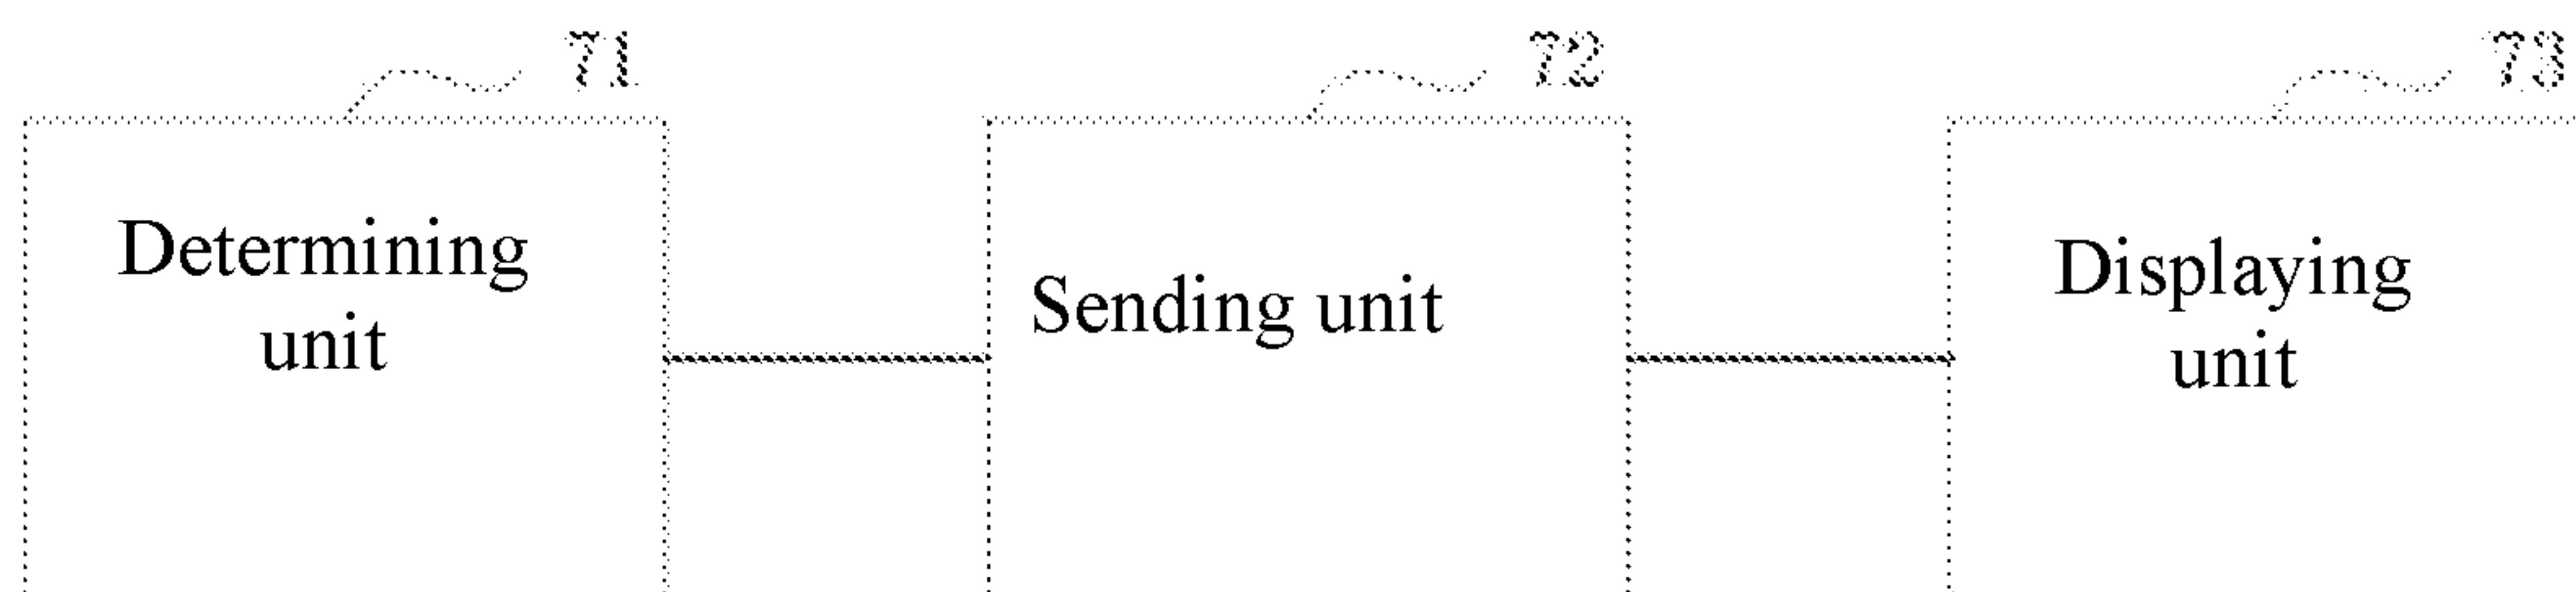 71
72
73
Determining
unit
Sending unit
Displaying
unit